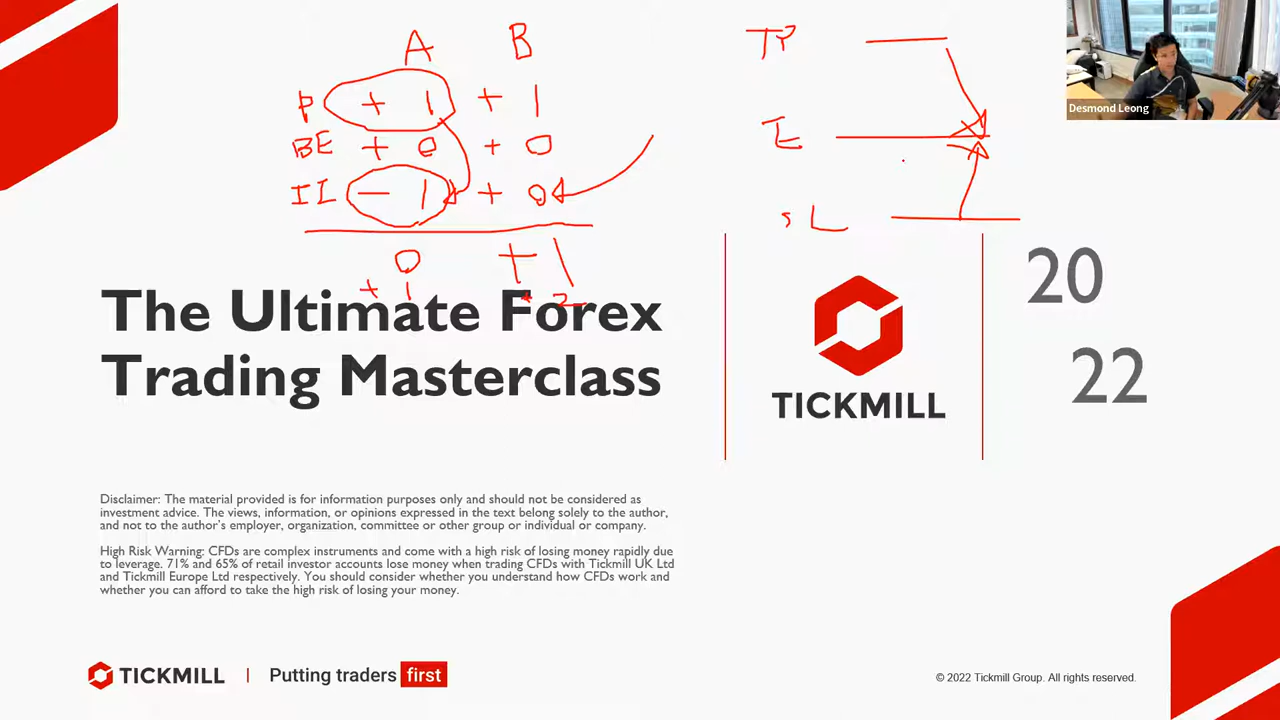 A B
P + 1 + 1
BE + 0 + 0
II - 1 + 0
0 + 1
+ 1 + 2
TP
E
SL
Desmond Leong
The Ultimate Forex
Trading Masterclass
TICKMILL
20
22
Disclaimer: The material provided is for information purposes only and should not be considered as
investment advice. The views, information, or opinions expressed in the text belong solely to the author,
and not to the author's employer, organization, committee or other group or individual or company.
High Risk Warning: CFDs are complex instruments and come with a high risk of losing money rapidly due
to leverage. 71% and 65% of retail investor accounts lose money when trading CFDs with Tickmill UK Ltd
and Tickmill Europe Ltd respectively. You should consider whether you understand how CFDs work and
whether you can afford to take the high risk of losing your money.
TICKMILL | Putting traders first
© 2022 Tickmill Group. All rights reserved.